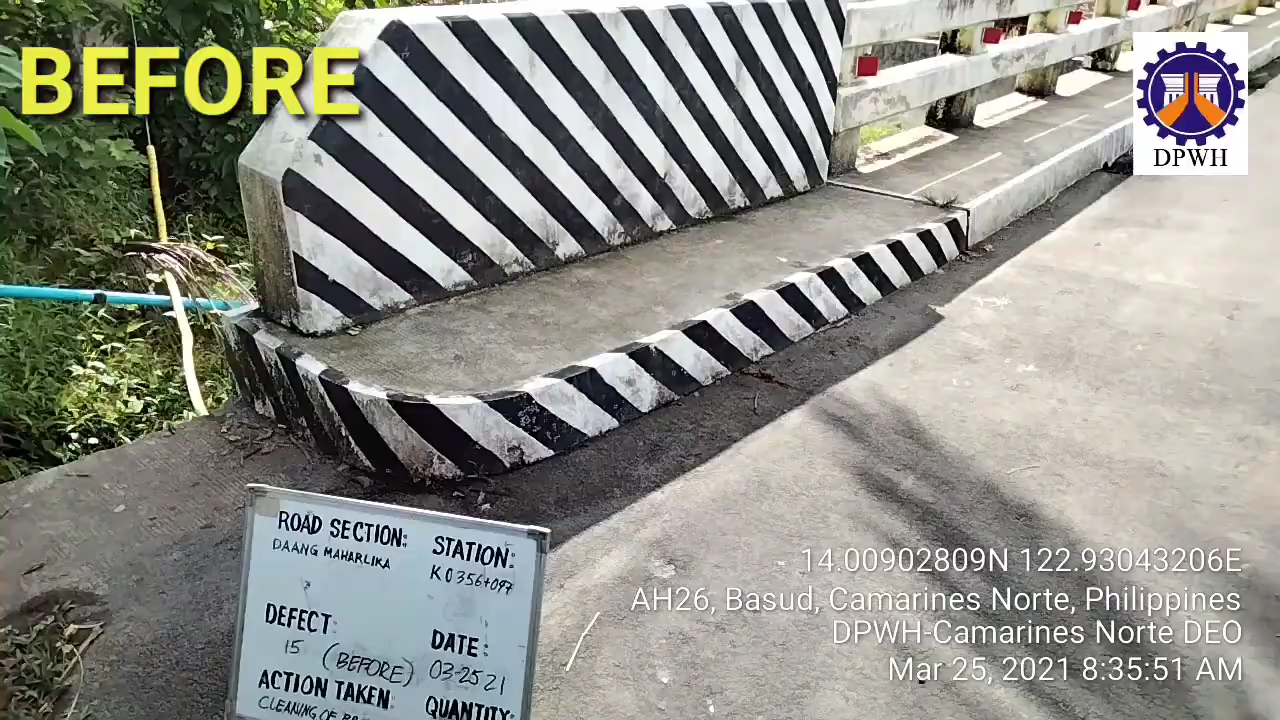 BEFORE
DPWH
ROAD SECTION:
DAANG MAHARLIKA
STATION:
K0356+097
DEFECT:
15 (BEFORE)
DATE:
03-25 21
ACTION TAKEN:
CLEANING OF
QUANTITY:
14.00902809N 122.93043206E
AH26, Basud, Camarines Norte, Philippines
DPWH-Camarines Norte DEO
Mar 25, 2021 8:35:51 AM